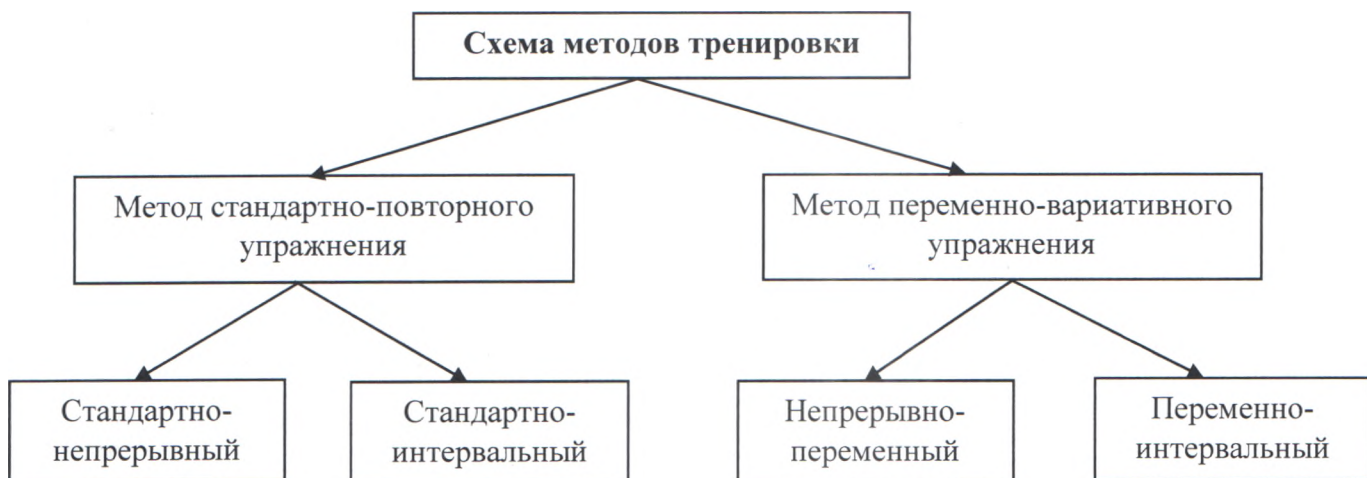 Схема методов тренировки
Метод стандартно-повторного
упражнения
Метод переменно-вариативного
упражнения
Стандартно-
непрерывный
Стандартно-
интервальный
Непрерывно-
переменный
Переменно-
интервальный